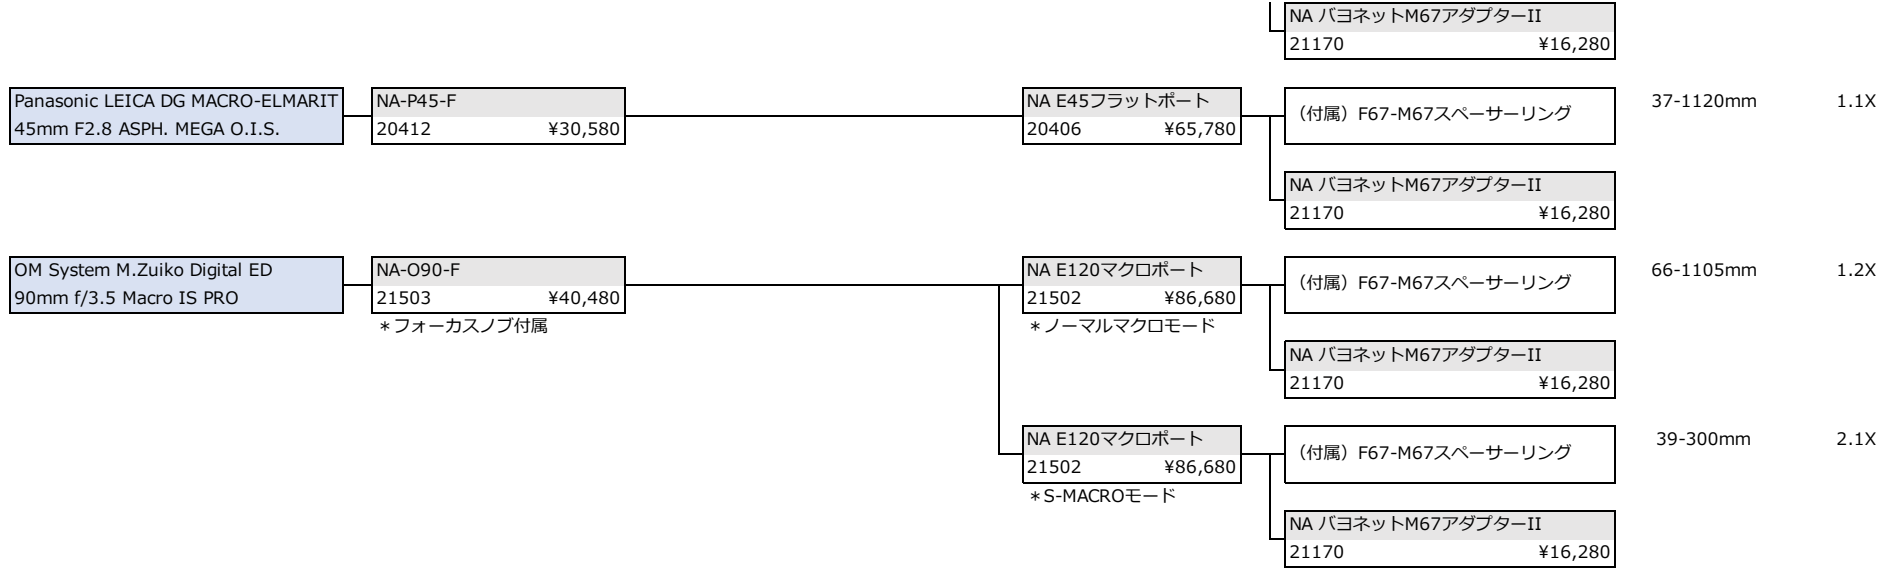 NA バヨネットM67アダプターII
21170 ¥16,280
Panasonic LEICA DG MACRO-ELMARIT
45mm F2.8 ASPH. MEGA O.I.S.
NA-P45-F
20412 ¥30,580
NA E45フラットポート
20406 ¥65,780
（付属）F67-M67スペーサーリング
37-1120mm 1.1X
NA バヨネットM67アダプターII
21170 ¥16,280
OM System M.Zuiko Digital ED
90mm f/3.5 Macro IS PRO
NA-O90-F
21503 ¥40,480
＊フォーカスノブ付属
NA E120マクロポート
21502 ¥86,680
＊ノーマルマクロモード
（付属）F67-M67スペーサーリング
66-1105mm 1.2X
NA バヨネットM67アダプターII
21170 ¥16,280
NA E120マクロポート
21502 ¥86,680
＊S-MACROモード
（付属）F67-M67スペーサーリング
39-300mm 2.1X
NA バヨネットM67アダプターII
21170 ¥16,280